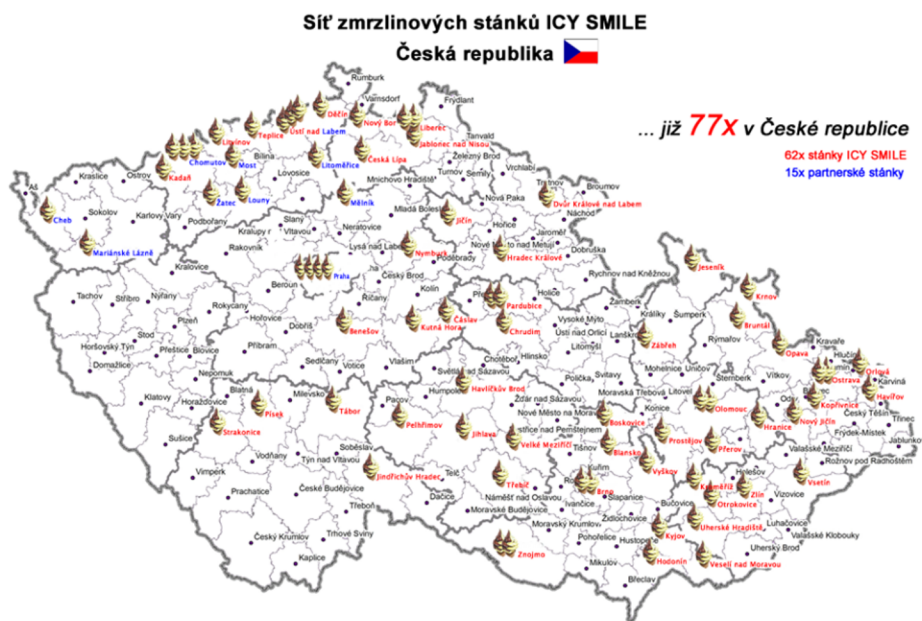 Síť zmrzlinových stánků ICY SMILE
Česká republika
... již 77x v České republice
62x stánky ICY SMILE
15x partnerské stánky
Rumburk
Varnsdorf
Frýdlant
Děčín
Nový Bor
Liberec
Jablonec nad Nisou
Tanvald
Litvínov
Teplice
Ústí nad Labem
Česká Lípa
Železný Brod
Chomutov
Most
Bílina
Litoměřice
Turnov
Semily
Vrchlabí
Kadaň
Lovosice
Mnichovo Hradiště
Trutnov
Broumov
Kraslice
Ostrov
Aš
Žatec
Louny
Mělník
Nová Paka
Dvůr Králové nad Labem
Náchod
Cheb
Sokolov
Karlovy Vary
Podbořany
Slaný
Kralupy n
Vltavou
Neratovice
Mladá Boles
Jičín
Hořice
Jaroměř
Mariánské Lázně
Rakovník
Lysá nad Labe
Nymburk
Poděbrady
Nové Město nad Metují
Dobruška
Hradec Králové
Kralovice
Beroun
Praha
Český Brod
Rychnov nad Kněžnou
Jeseník
Tachov
Stříbro
Nýřany
Rokycany
Hořovice
Říčany
Kolín
Pře
Pardubice
Holice
Žamberk
Králíky
Šumperk
Krnov
Plzeň
Dobříš
Benešov
Kutná Hora
Čáslav
Chrudim
Vysoké Mýto
Ústí nad Orlicí
Lanšk
Bruntál
Stod
Příbram
Litomyšl
Zábřeh
Rýmařov
Opava
Kravaře
Horšovský Týn
Přeštice
Blovice
Sedlčany
Votice
Vlašim
Chotěboř
Hlinsko
Světlá nad Sázavou
Mohelnice
Uničov
Hlučí
Orlová
Domažlice
Nepomuk
Havlíčkův Brod
Polička
Svitavy
Šternberk
Vítkov
Ostrava
Karviná
Klatovy
Horažďovice
Blatná
Milevsko
Pacov
Humpolec
Žďár nad Sázavou
Moravská Třebová
Litovel
Olomouc
Kopřivnice
Havířov
Písek
Tábor
Pelhřimov
Nové Město na Mora
Boskovice
Konice
Hranice
Nový Jičín
Český Těšín
Třinec
Strakonice
Jihlava
Velké Meziříčí
Prostějov
Přerov
Frýdek-Místek
Jablunko
Sušice
Vodňany
Soběslav
Týn nad Vltavou
Tišnov
Blansko
Valašské Meziříčí
Rožnov pod Radhoštěm
Vimperk
Jindřichův Hradec
Telč
Třebíč
Kuřim
Vyškov
Holešov
Vsetín
Prachatice
České Budějovice
Dačice
Náměšť nad Oslavou
Brno
Slapanice
Bučovice
Kroměříž
Otrokovice
Zlín
Vizovice
Třeboň
Moravské Budějovice
Ivančice
Židlochovice
Uherské Hradiště
Luhačovice
Český Krumlov
Trhové Sviny
Moravský Krumlov
Pohořelice
Hustopeče
Kyjov
Valašské Klobouky
Kaplice
Znojmo
Mikulov
Hodonín
Uherský Brod
Veselí nad Moravou
Břeclav